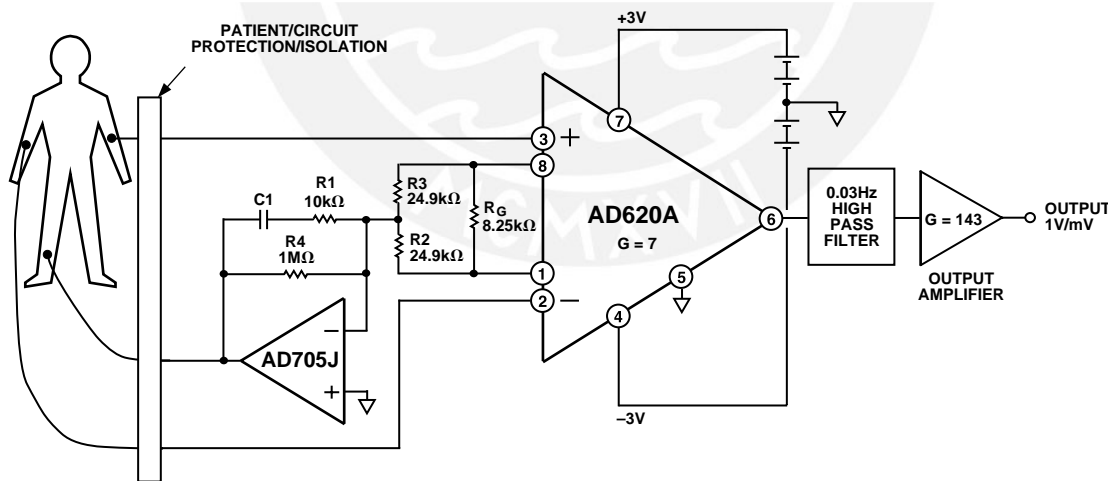 PATIENT/CIRCUIT
PROTECTION/ISOLATION
+3V
3
+
8
7
R3
24.9kΩ
C1
R1
10kΩ
R4
1MΩ
R2
24.9kΩ
RG
8.25kΩ
AD620A
G = 7
6
0.03Hz
HIGH
PASS
FILTER
G = 143
OUTPUT
1V/mV
OUTPUT
AMPLIFIER
1
2
–
5
4
–
AD705J
+
–3V
MCMXVII